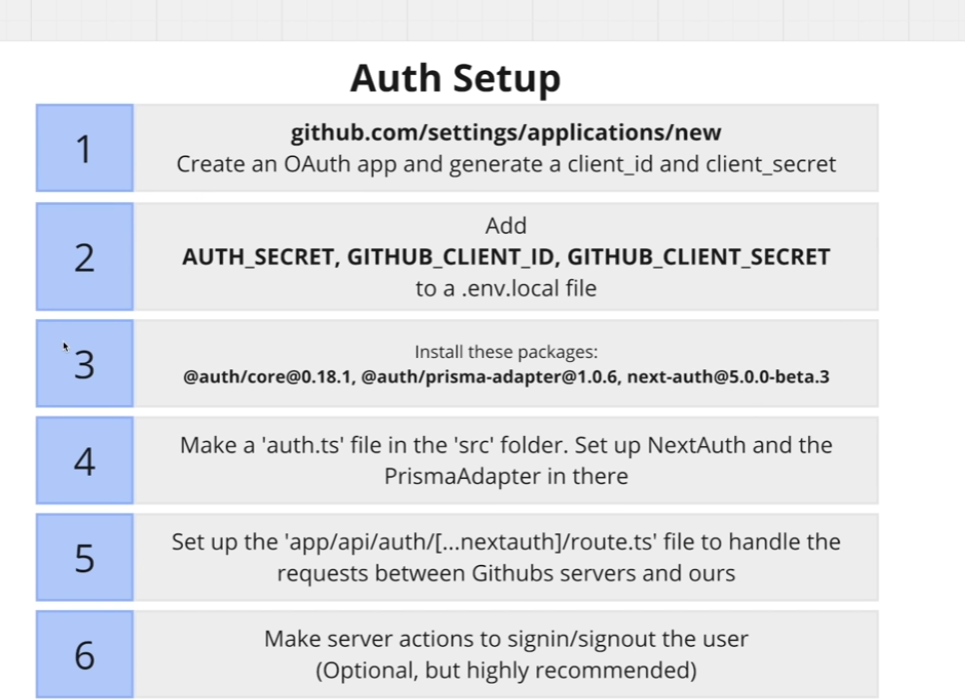 Auth Setup
1
github.com/settings/applications/new
Create an OAuth app and generate a client_id and client_secret
2
Add
AUTH_SECRET, GITHUB_CLIENT_ID, GITHUB_CLIENT_SECRET
to a .env.local file
3
Install these packages:
@auth/core@0.18.1, @auth/prisma-adapter@1.0.6, next-auth@5.0.0-beta.3
4
Make a 'auth.ts' file in the 'src' folder. Set up NextAuth and the
PrismaAdapter in there
5
Set up the 'app/api/auth/[...nextauth]/route.ts' file to handle the
requests between Githubs servers and ours
6
Make server actions to signin/signout the user
(Optional, but highly recommended)